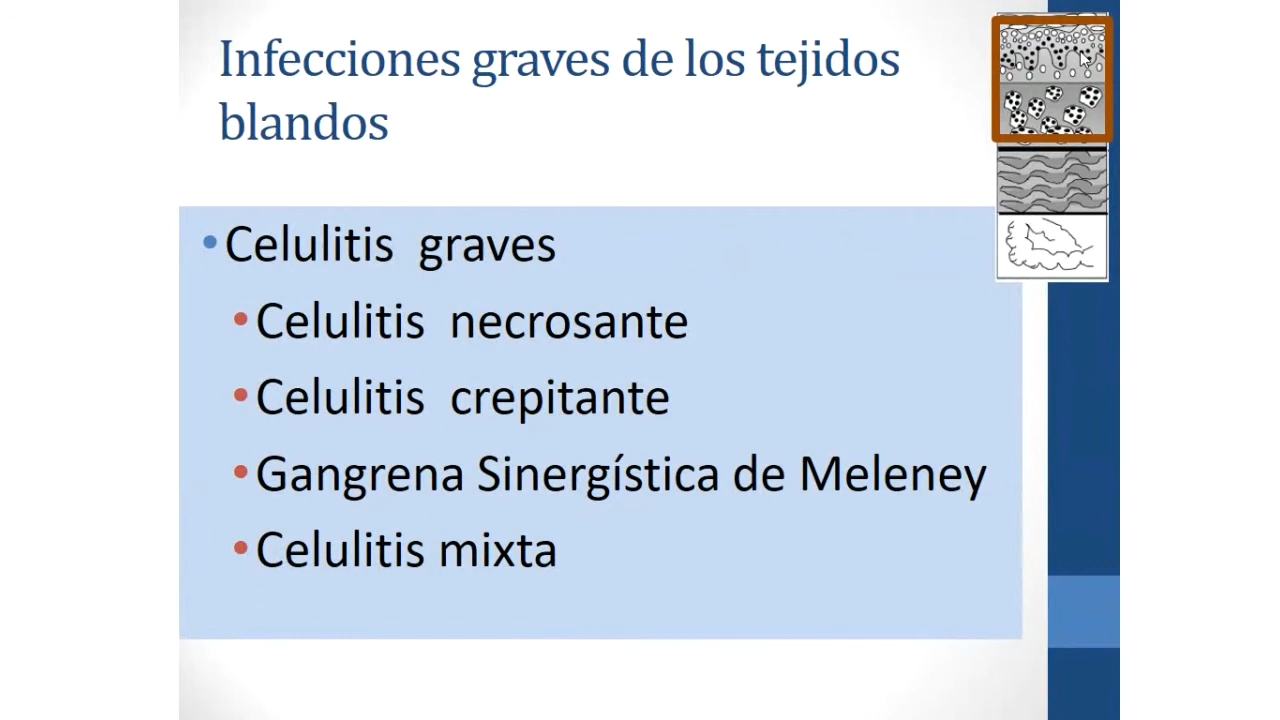 Infecciones graves de los tejidos
blandos
• Celulitis graves
• Celulitis necrosante
• Celulitis crepitante
• Gangrena Sinergística de Meleney
• Celulitis mixta